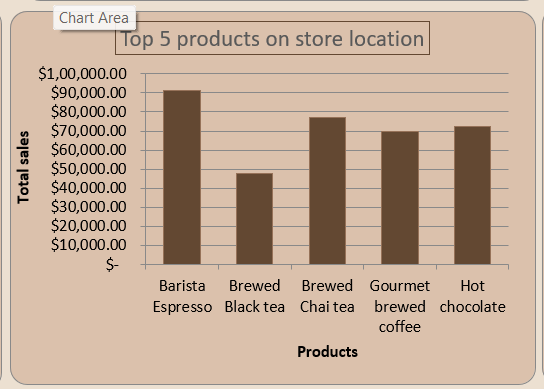 Chart Area
Top 5 products on store location
$1,00,000.00
$90,000.00
$80,000.00
$70,000.00
$60,000.00
$50,000.00
$40,000.00
$30,000.00
$20,000.00
$10,000.00
$-
Total sales
Barista Espresso
Brewed Black tea
Brewed Chai tea
Gourmet brewed coffee
Hot chocolate
Products